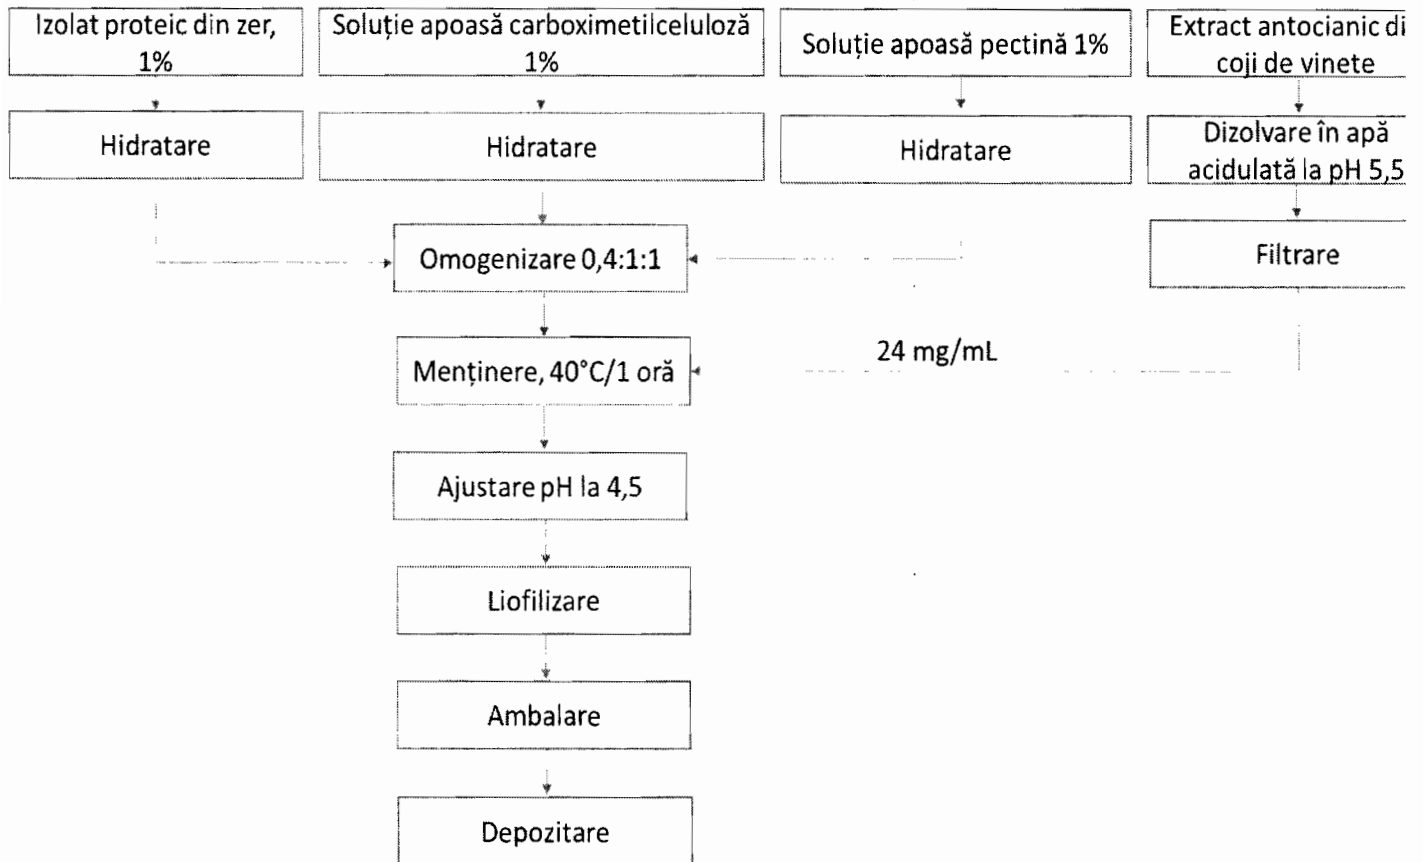 Izolat proteic din zer,
1%
Soluție apoasă carboximetilceluloză
1%
Soluție apoasă pectină 1%
Extract antocianic di
coji de vinete
Hidratare
Hidratare
Hidratare
Dizolvare în apă
acidulată la pH 5,5
Omogenizare 0,4:1:1
Filtrare
24 mg/mL
Menținere, 40°C/1 oră
Ajustare pH la 4,5
Liofilizare
Ambalare
Depozitare